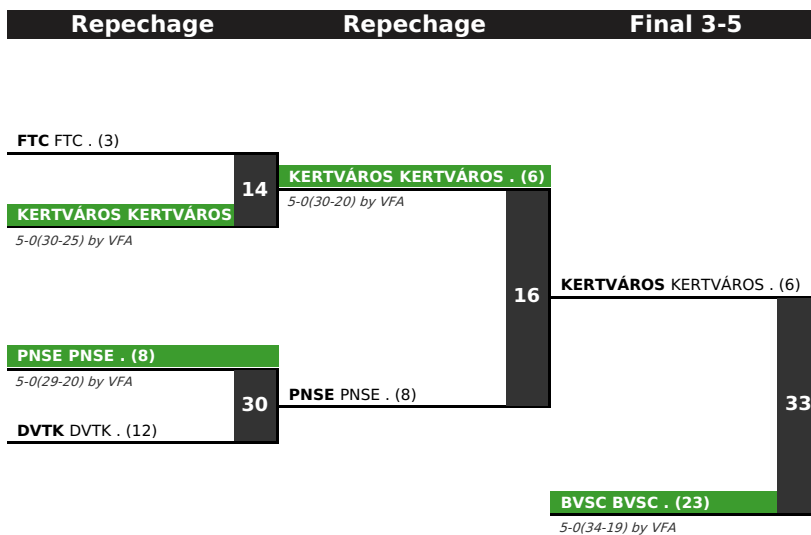 Repechage Repechage Final 3-5
FTC FTC . (3)
14
KERTVÁROS KERTVÁROS . (6)
KERTVÁROS KERTVÁROS
5-0(30-20) by VFA
5-0(30-25) by VFA
16
KERTVÁROS KERTVÁROS . (6)
PNSE PNSE . (8)
5-0(29-20) by VFA
30
PNSE PNSE . (8)
33
DVTK DVTK . (12)
BVSC BVSC . (23)
5-0(34-19) by VFA